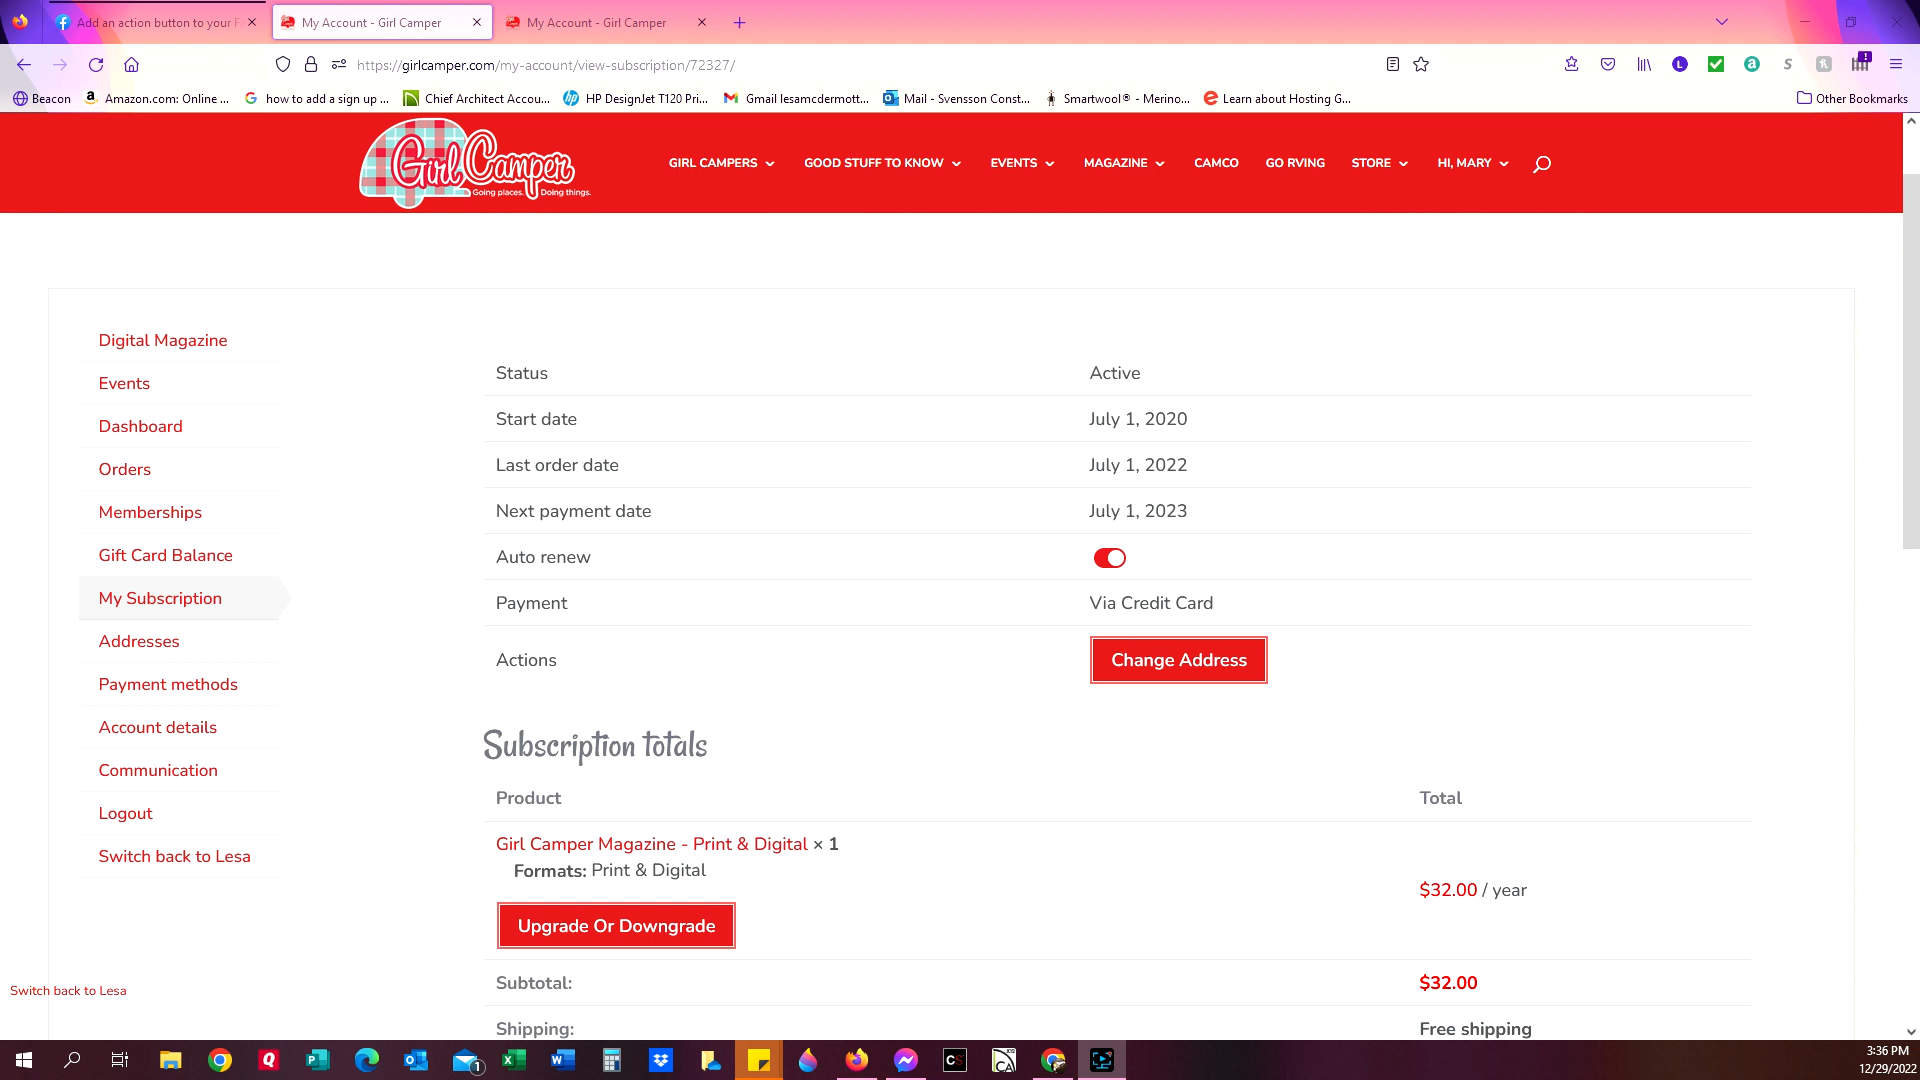 Add an action button to your F
My Account - Girl Camper
My Account - Girl Camper
https://girlcamper.com/my-account/view-subscription/72327/
Beacon
Amazon.com: Online ...
how to add a sign up ...
Chief Architect Accou...
HP DesignJet T120 Pri...
Gmail lesamcdermott...
Mail - Svensson Const...
Smartwool® - Merino...
Learn about Hosting G...
Other Bookmarks
Girl Camper
Going places. Doing things.
GIRL CAMPERS
GOOD STUFF TO KNOW
EVENTS
MAGAZINE
CAMCO
GO RVING
STORE
HI, MARY
Digital Magazine
Events
Dashboard
Orders
Memberships
Gift Card Balance
My Subscription
Addresses
Payment methods
Account details
Communication
Logout
Switch back to Lesa
Status Active
Start date July 1, 2020
Last order date July 1, 2022
Next payment date July 1, 2023
Auto renew
Payment Via Credit Card
Actions Change Address
Subscription totals
Product Total
Girl Camper Magazine - Print & Digital × 1
Formats: Print & Digital
$32.00 / year
Upgrade Or Downgrade
Subtotal: $32.00
Shipping: Free shipping
Switch back to Lesa
3:36 PM
12/29/2022